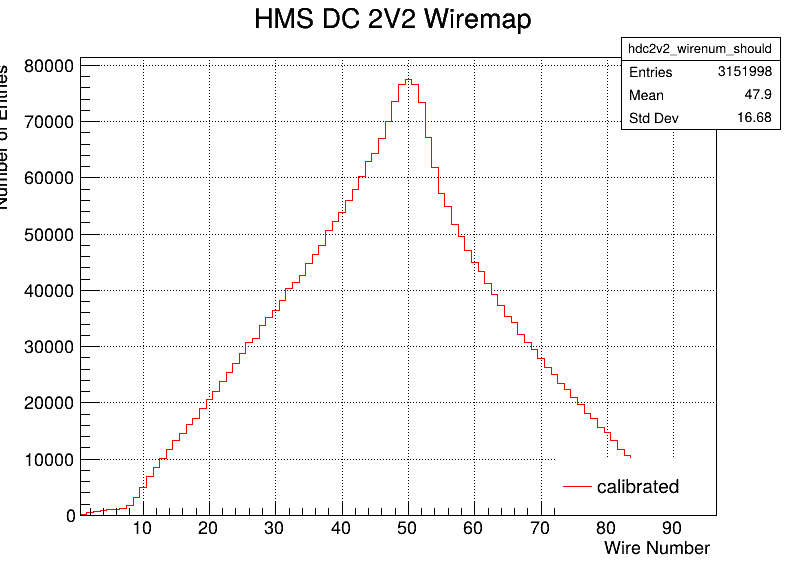 HMS DC 2V2 Wiremap
hdc2v2_wirenum_should
Entries 3151998
Mean 47.9
Std Dev 16.68
Number of Entries
80000
70000
60000
50000
40000
30000
20000
10000
0
10 20 30 40 50 60 70 80 90
Wire Number
calibrated